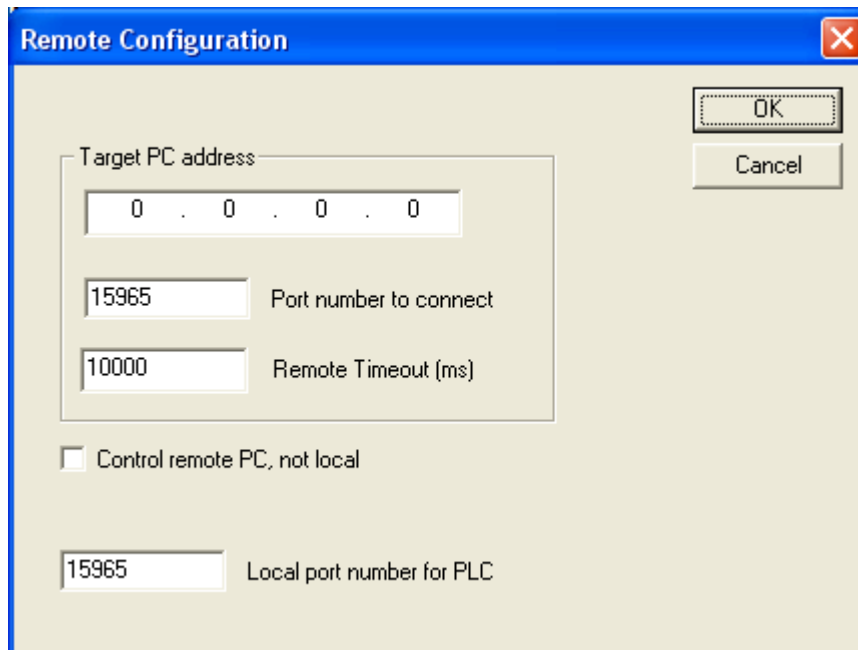 Remote Configuration
OK
Target PC address
Cancel
0 . 0 . 0 . 0
15965 Port number to connect
10000 Remote Timeout (ms)
Control remote PC, not local
15965 Local port number for PLC